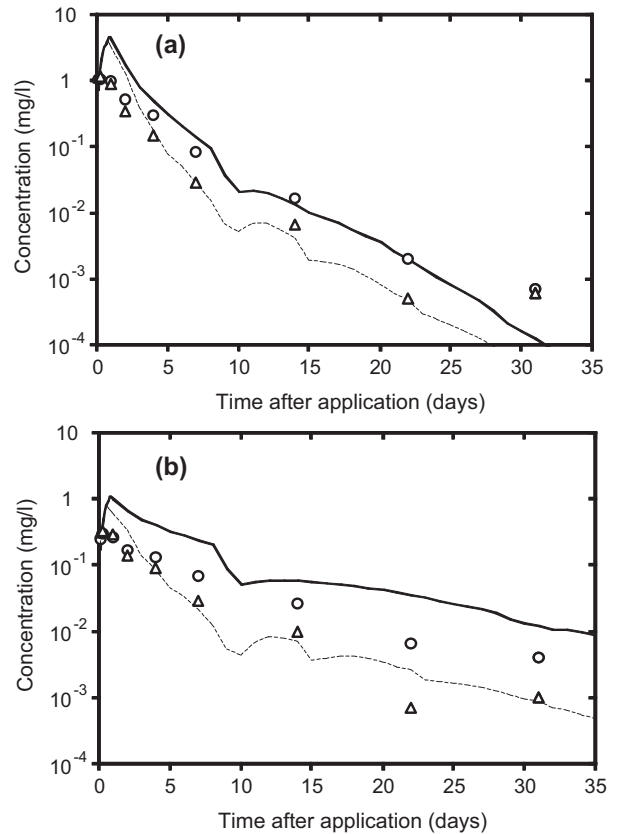 (a)
Concentration (mg/l)
10
1
10⁻¹
10⁻²
10⁻³
10⁻⁴
0 5 10 15 20 25 30 35
Time after application (days)
(b)
Concentration (mg/l)
10
1
10⁻¹
10⁻²
10⁻³
10⁻⁴
0 5 10 15 20 25 30 35
Time after application (days)